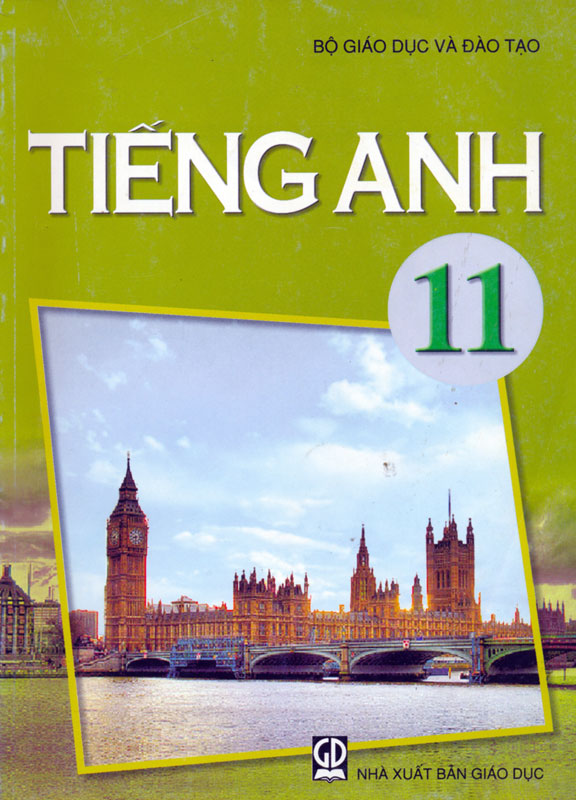 BỘ GIÁO DỤC VÀ ĐÀO TẠO
TIẾNG ANH
11
GD
NHÀ XUẤT BẢN GIÁO DỤC